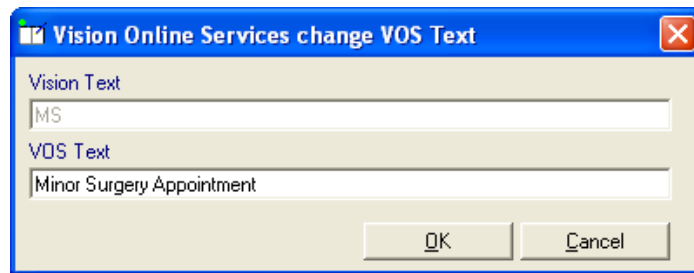 Vision Online Services change VOS Text
Vision Text
MS
VOS Text
Minor Surgery Appointment
OK Cancel